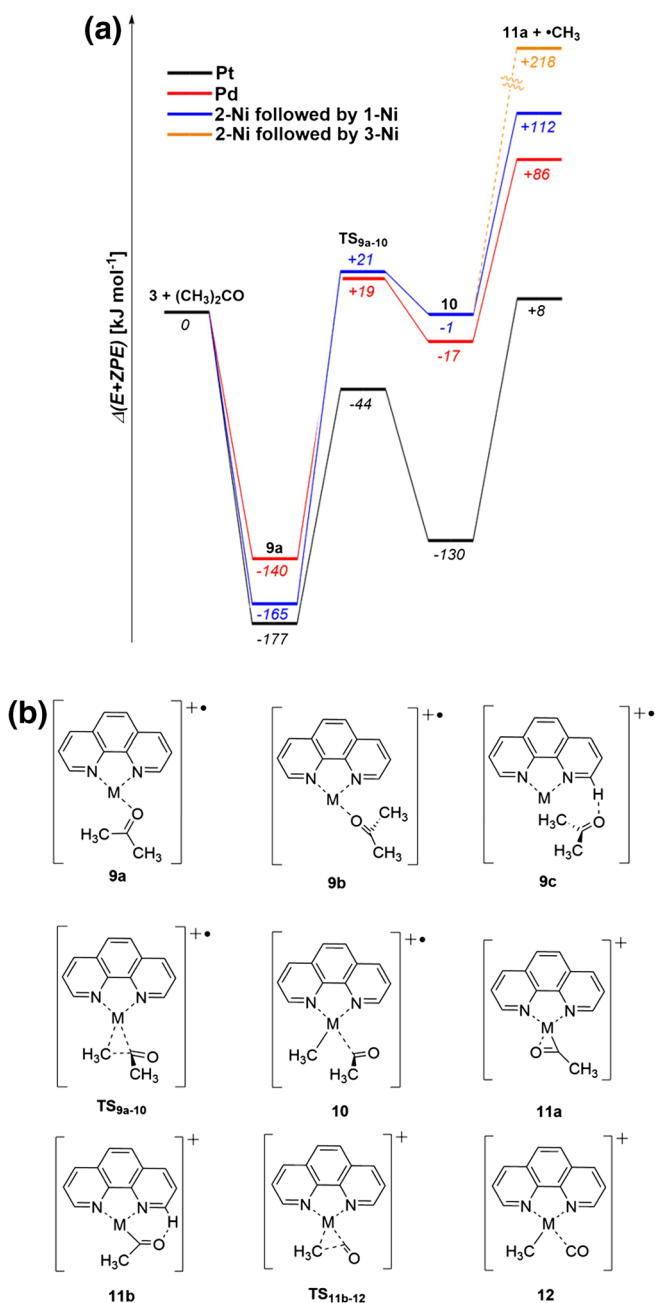 (a)
11a + •CH3
+218
Pt
Pd
2-Ni followed by 1-Ni
2-Ni followed by 3-Ni
+112
+86
TS9a-10
+21
+19
3 + (CH3)2CO
0
10
-1
-17
+8
Δ(E+ZPE) [kJ mol-1]
-44
9a
-140
-130
-165
-177
(b)
+•
N N
M
O
H3C
CH3
9a
+•
N N
M
O
CH3
CH3
9b
+•
N N
M
H
H3C
O
CH3
9c
+•
N N
M
H3C
O
CH3
TS9a-10
+•
N N
M
H3C
O
CH3
10
+
N N
M
O
CH3
11a
+
N N
M
H
H3C
O
11b
+
N N
M
H3C
O
TS11b-12
+
N N
M
H3C
CO
12